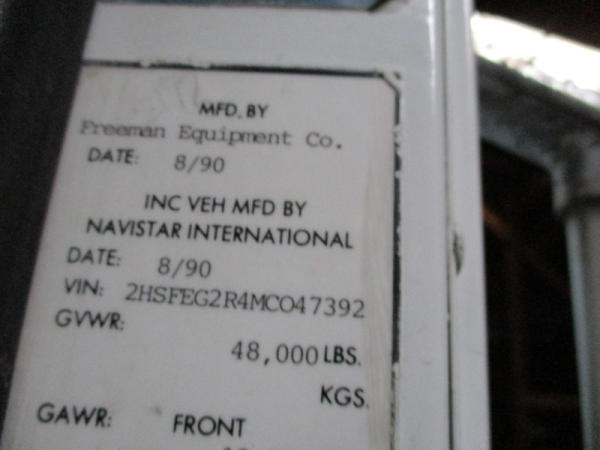 MFD. BY
Freeman Equipment Co.
DATE: 8/90
INC VEH MFD BY
NAVISTAR INTERNATIONAL
DATE: 8/90
VIN: 2HSFEG2R4MCO47392
GVWR:
48,000 LBS.
KGS.
GAWR: FRONT